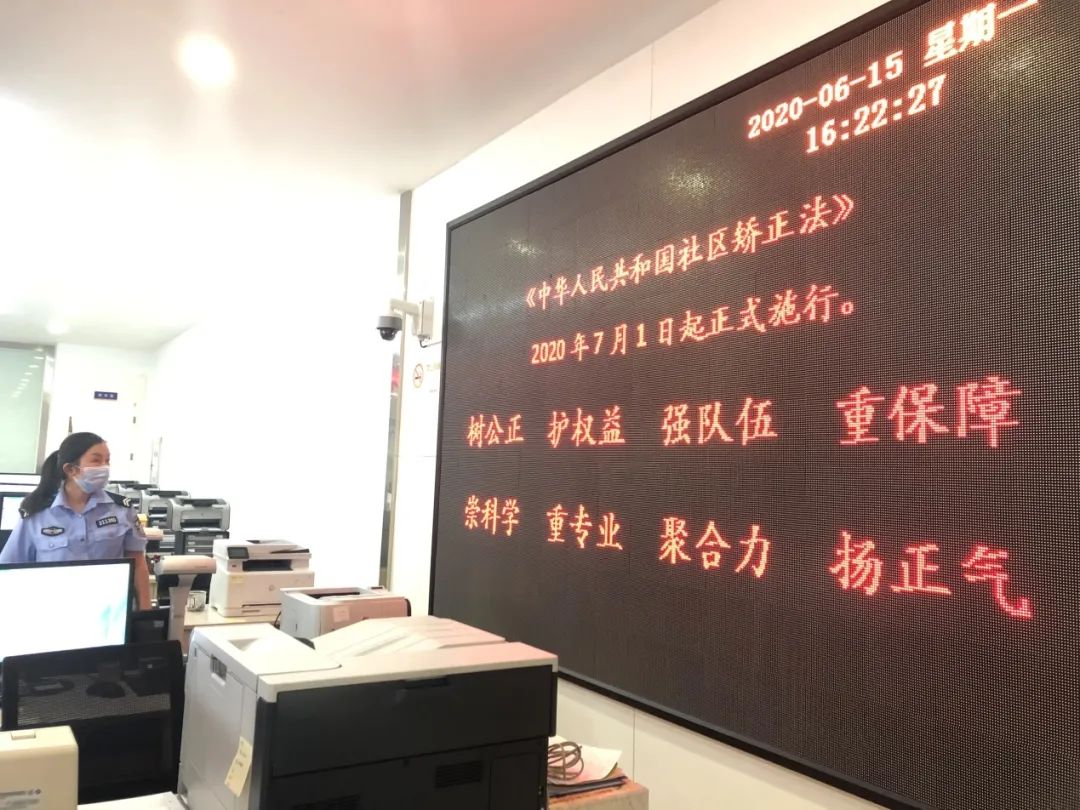 2020-06-15 星期一
16:22:27
《中华人民共和国社区矫正法》
2020年7月1日起正式施行。
树公正 护权益 强队伍 重保障
崇科学 重专业 聚合力 扬正气